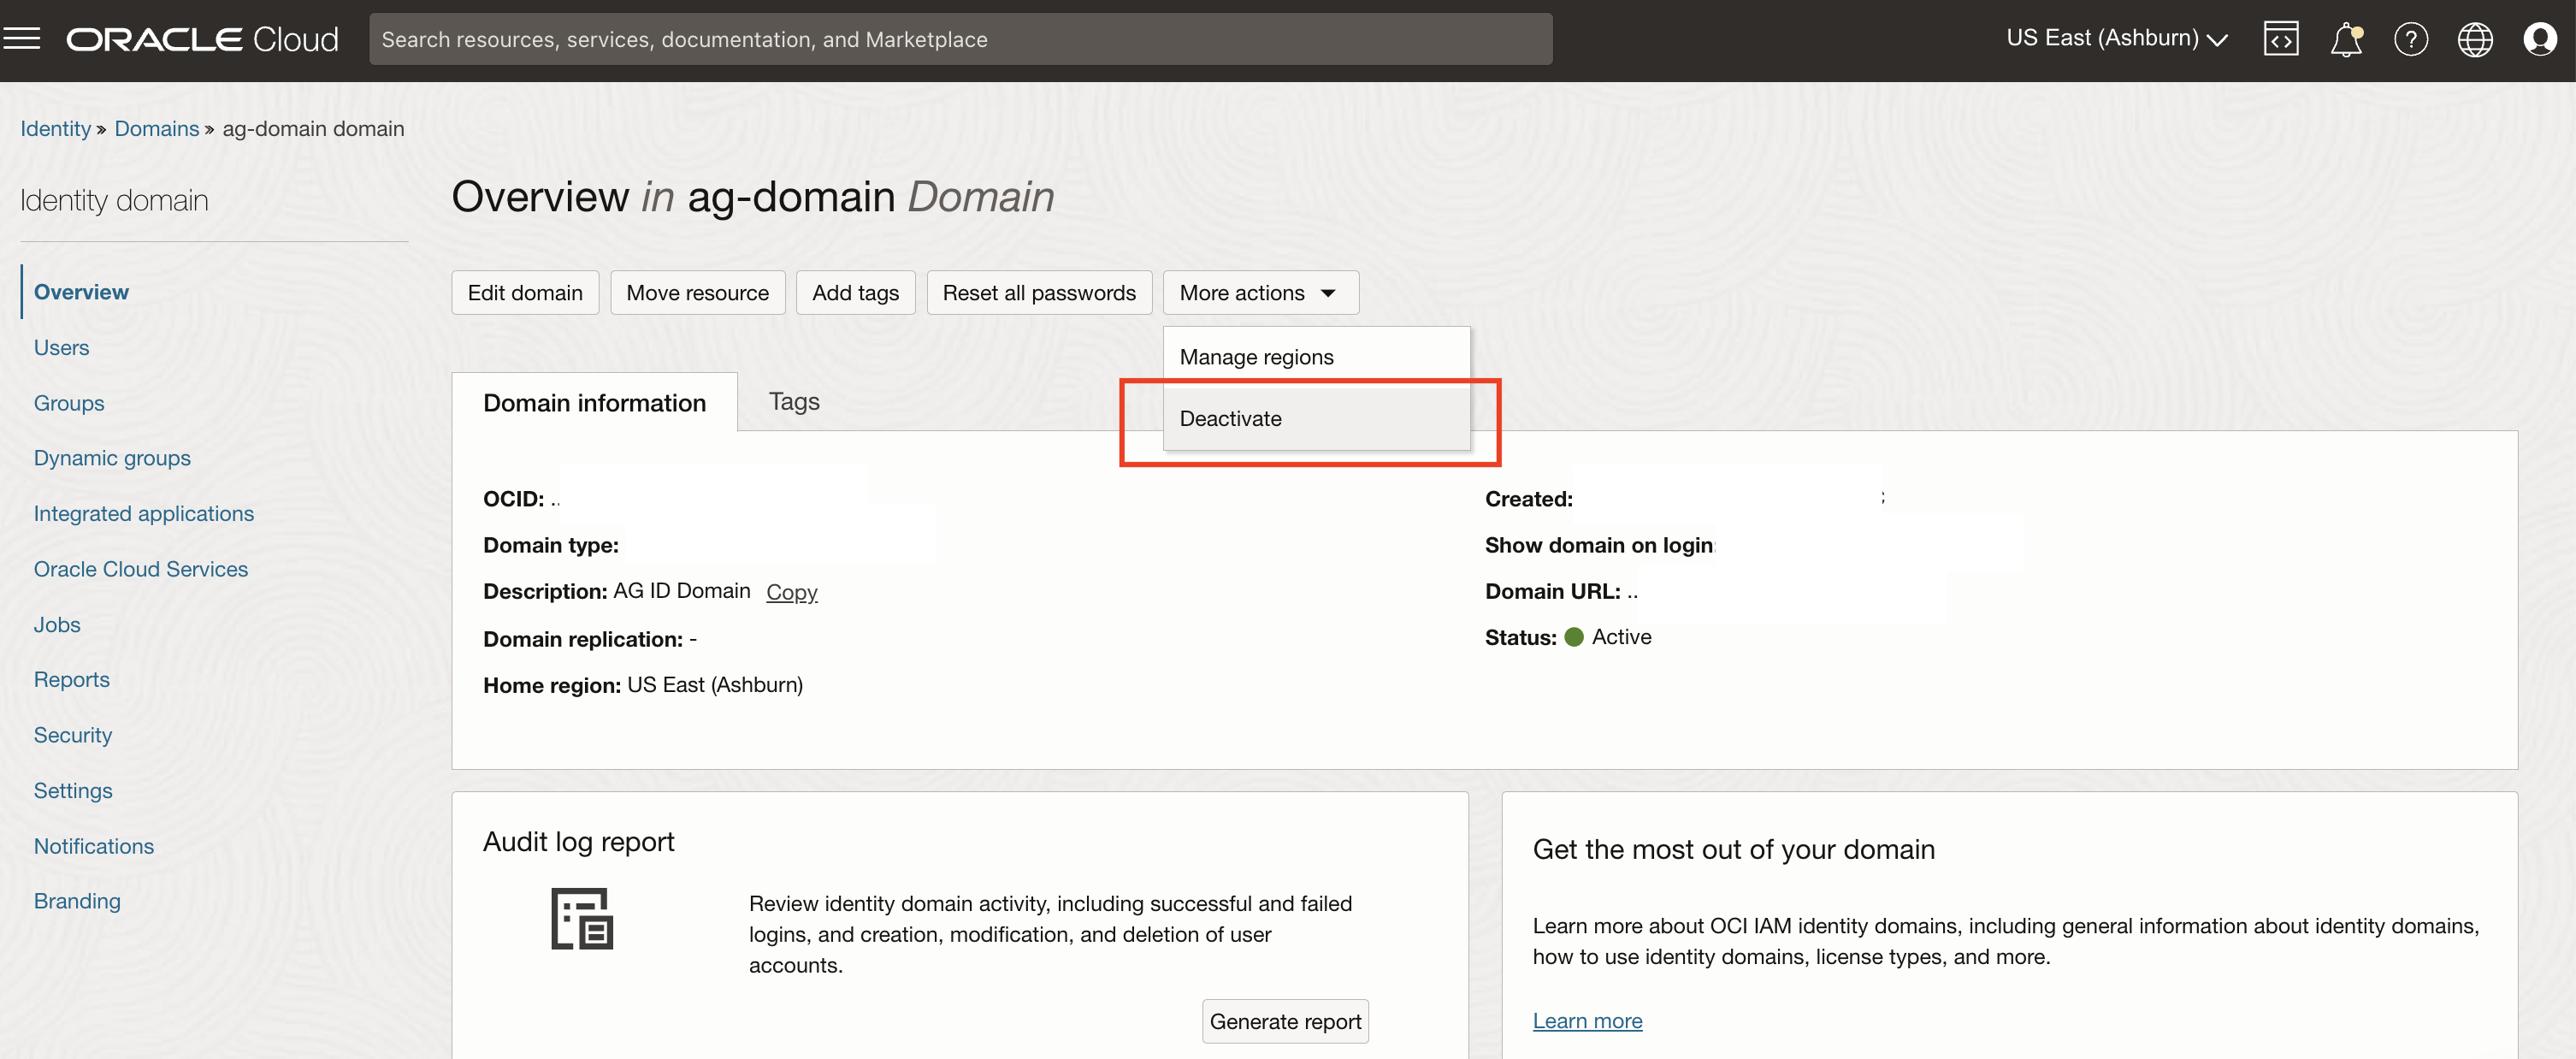 ORACLE Cloud
Search resources, services, documentation, and Marketplace
US East (Ashburn)
Identity » Domains » ag-domain domain
Identity domain
Overview
Users
Groups
Dynamic groups
Integrated applications
Oracle Cloud Services
Jobs
Reports
Security
Settings
Notifications
Branding
Overview in ag-domain Domain
Edit domain
Move resource
Add tags
Reset all passwords
More actions
Manage regions
Deactivate
Domain information
Tags
OCID: ..
Domain type:
Description: AG ID Domain Copy
Domain replication: -
Home region: US East (Ashburn)
Created:
Show domain on login:
Domain URL: ..
Status: Active
Audit log report
Review identity domain activity, including successful and failed
logins, and creation, modification, and deletion of user
accounts.
Generate report
Get the most out of your domain
Learn more about OCI IAM identity domains, including general information about identity domains,
how to use identity domains, license types, and more.
Learn more